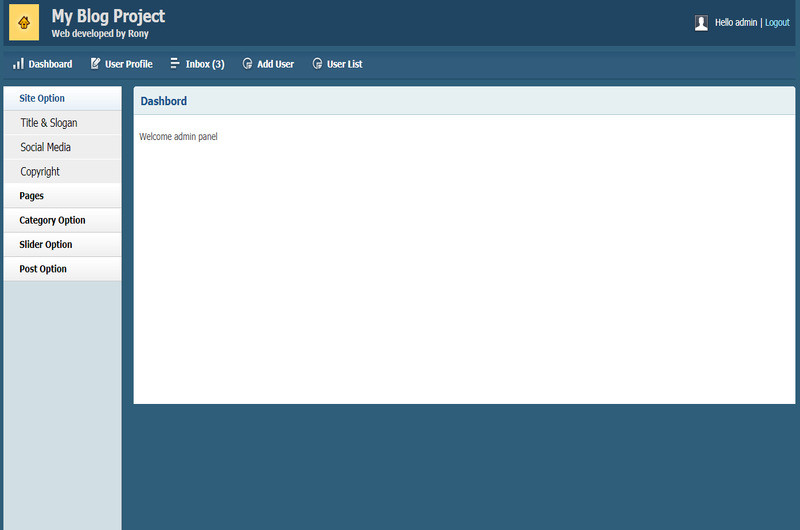 My Blog Project
Web developed by Rony
Hello admin | Logout
Dashboard User Profile Inbox (3) Add User User List
Site Option
Title & Slogan
Social Media
Copyright
Pages
Category Option
Slider Option
Post Option
Dashbord
Welcome admin panel